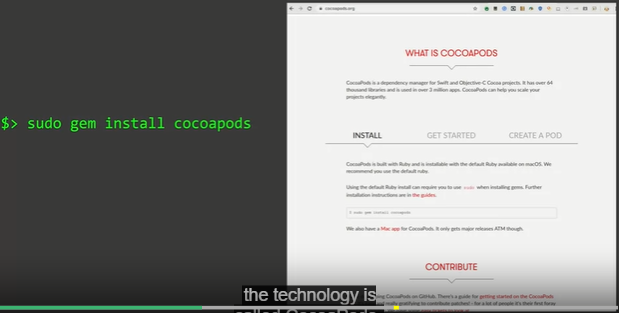 $> sudo gem install cocoapods
cocoapods.org
WHAT IS COCOAPODS
CocoaPods is a dependency manager for Swift and Objective-C Cocoa projects. It has over 64
thousand libraries and is used in over 3 million apps. CocoaPods can help you scale your
projects elegantly.
INSTALL GET STARTED CREATE A POD
CocoaPods is built with Ruby and is installable with the default Ruby available on macOS. We
recommend you use the default ruby.
Using the default Ruby install can require you to use sudo when installing gems. Further
installation instructions are in the guides.
$ sudo gem install cocoapods
We also have a Mac app for CocoaPods. It only gets major releases ATM though.
CONTRIBUTE
CocoaPods on GitHub. There's a guide for getting started on the CocoaPods
really gratifying to contribute patches! - for a lot of people it's their first foray
the technology is
called CocoaPods